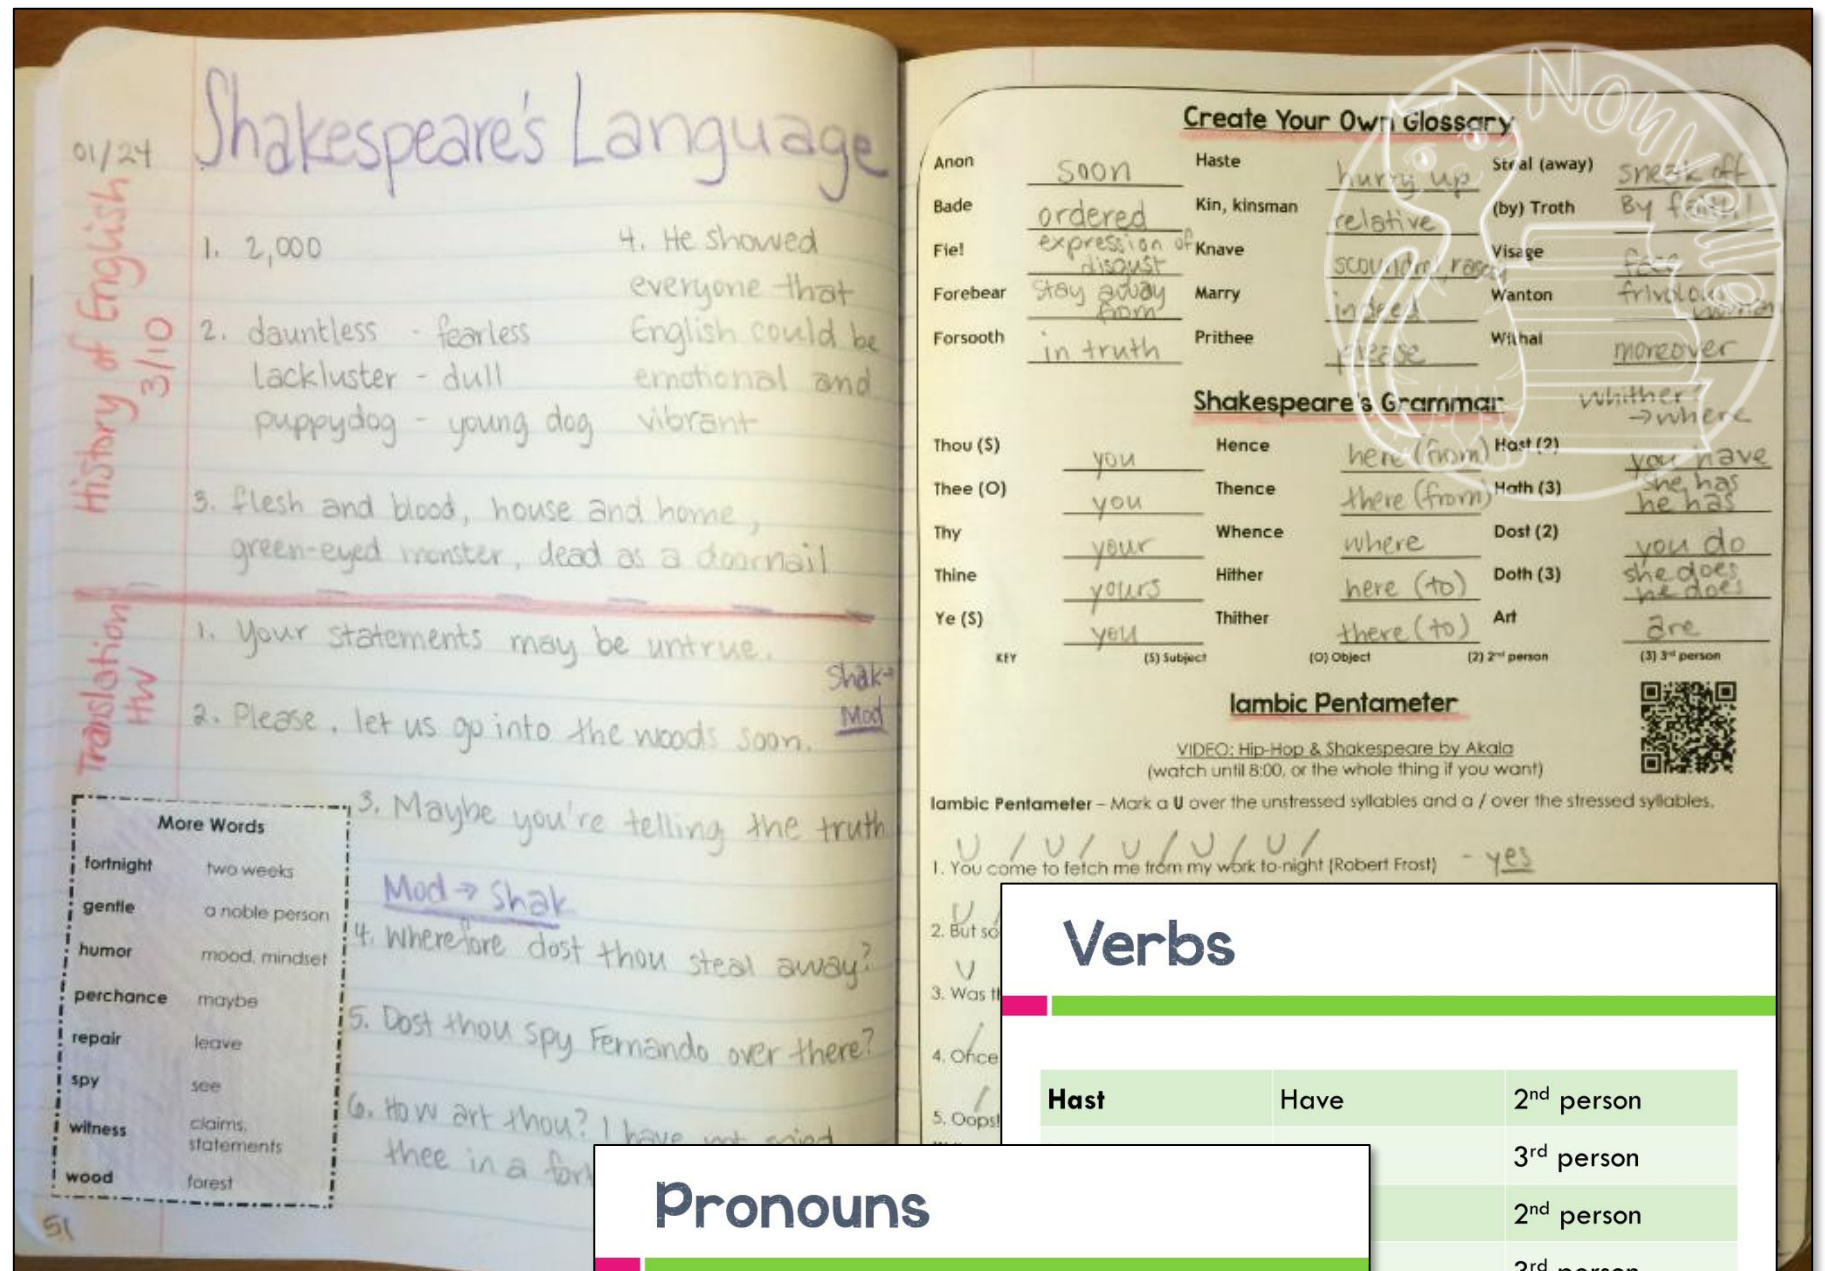 01/24
Shakespeare's Language
History of English
3/10
1. 2,000
2. dauntless - fearless
lackluster - dull
puppydog - young dog
3. flesh and blood, house and home,
green-eyed monster, dead as a doornail
4. He showed
everyone that
English could be
emotional and
vibrant
Translation
HW
1. Your statements may be untrue.
Shak→
Mod
2. Please, let us go into the woods soon.
3. Maybe you're telling the truth
Mod → Shak
4. Wherefore dost thou steal away?
5. Dost thou spy Fernando over there?
6. How art thou? I have not spied
thee in a
More Words
fortnight two weeks
gentle a noble person
humor mood, mindset
perchance maybe
repair leave
spy see
witness claims,
statements
wood forest
51
Nouvello
Create Your Own Glossary
Anon soon Haste hurry up Steal (away) sneak off
Bade ordered Kin, kinsman relative (by) Troth By faith!
Fie! expression of disgust Knave scoundrel, Visage face
Forebear stay away from Marry indeed Wanton frivolous woman
Forsooth in truth Prithee please Withal moreover
Shakespeare's Grammar
Whither?
→where
Thou (S) you Hence here (from) Hast (2) you have
Thee (O) you Thence there (from) Hath (3) she has he has
Thy your Whence where Dost (2) you do
Thine yours Hither here (to) Doth (3) she does he does
Ye (S) you Thither there (to) Art are
KEY (S) Subject (O) Object (2) 2nd person (3) 3rd person
Iambic Pentameter
VIDEO: Hip-Hop & Shakespeare by Akala
(watch until 8:00, or the whole thing if you want)
Iambic Pentameter – Mark a U over the unstressed syllables and a / over the stressed syllables.
U / U / U / U / U /
1. You come to fetch me from my work to-night (Robert Frost) - yes
U
2. But so
U
3. Was
/
4. Once
/
5. Oops!
Verbs
Hast Have 2nd person
3rd person
2nd person
3rd person
Pronouns